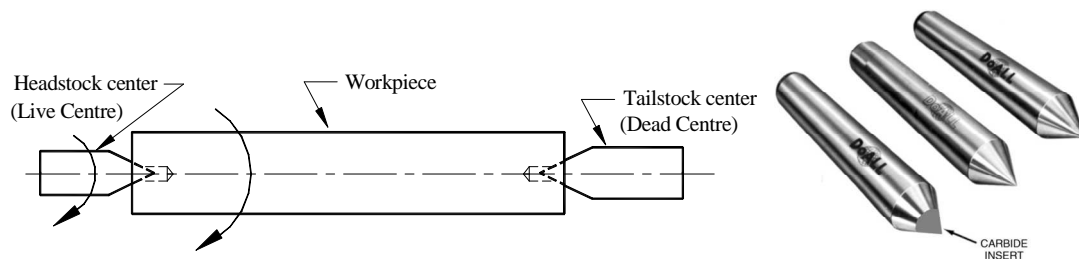 Headstock center
(Live Centre)
Workpiece
Tailstock center
(Dead Centre)
DoALL
DoALL
DoALL
CARBIDE
INSERT